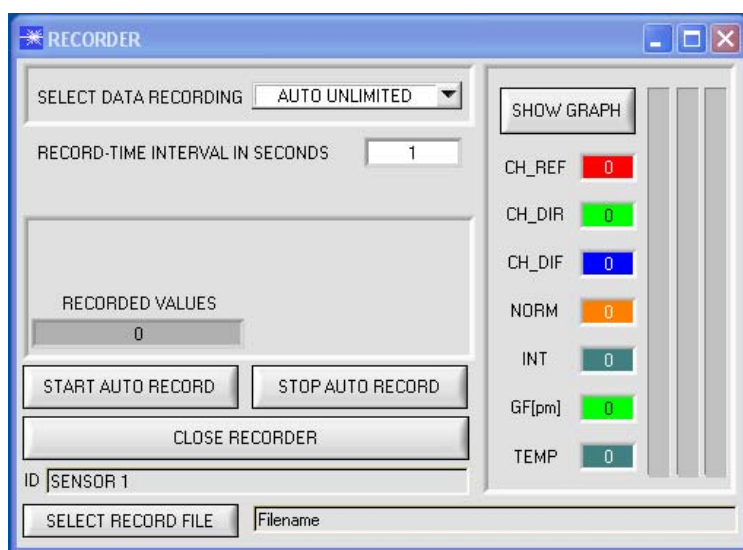 RECORDER
SELECT DATA RECORDING AUTO UNLIMITED
RECORD-TIME INTERVAL IN SECONDS 1
RECORDED VALUES
0
START AUTO RECORD STOP AUTO RECORD
CLOSE RECORDER
ID SENSOR 1
SELECT RECORD FILE Filename
SHOW GRAPH
CH_REF 0
CH_DIR 0
CH_DIF 0
NORM 0
INT 0
GF[pm] 0
TEMP 0